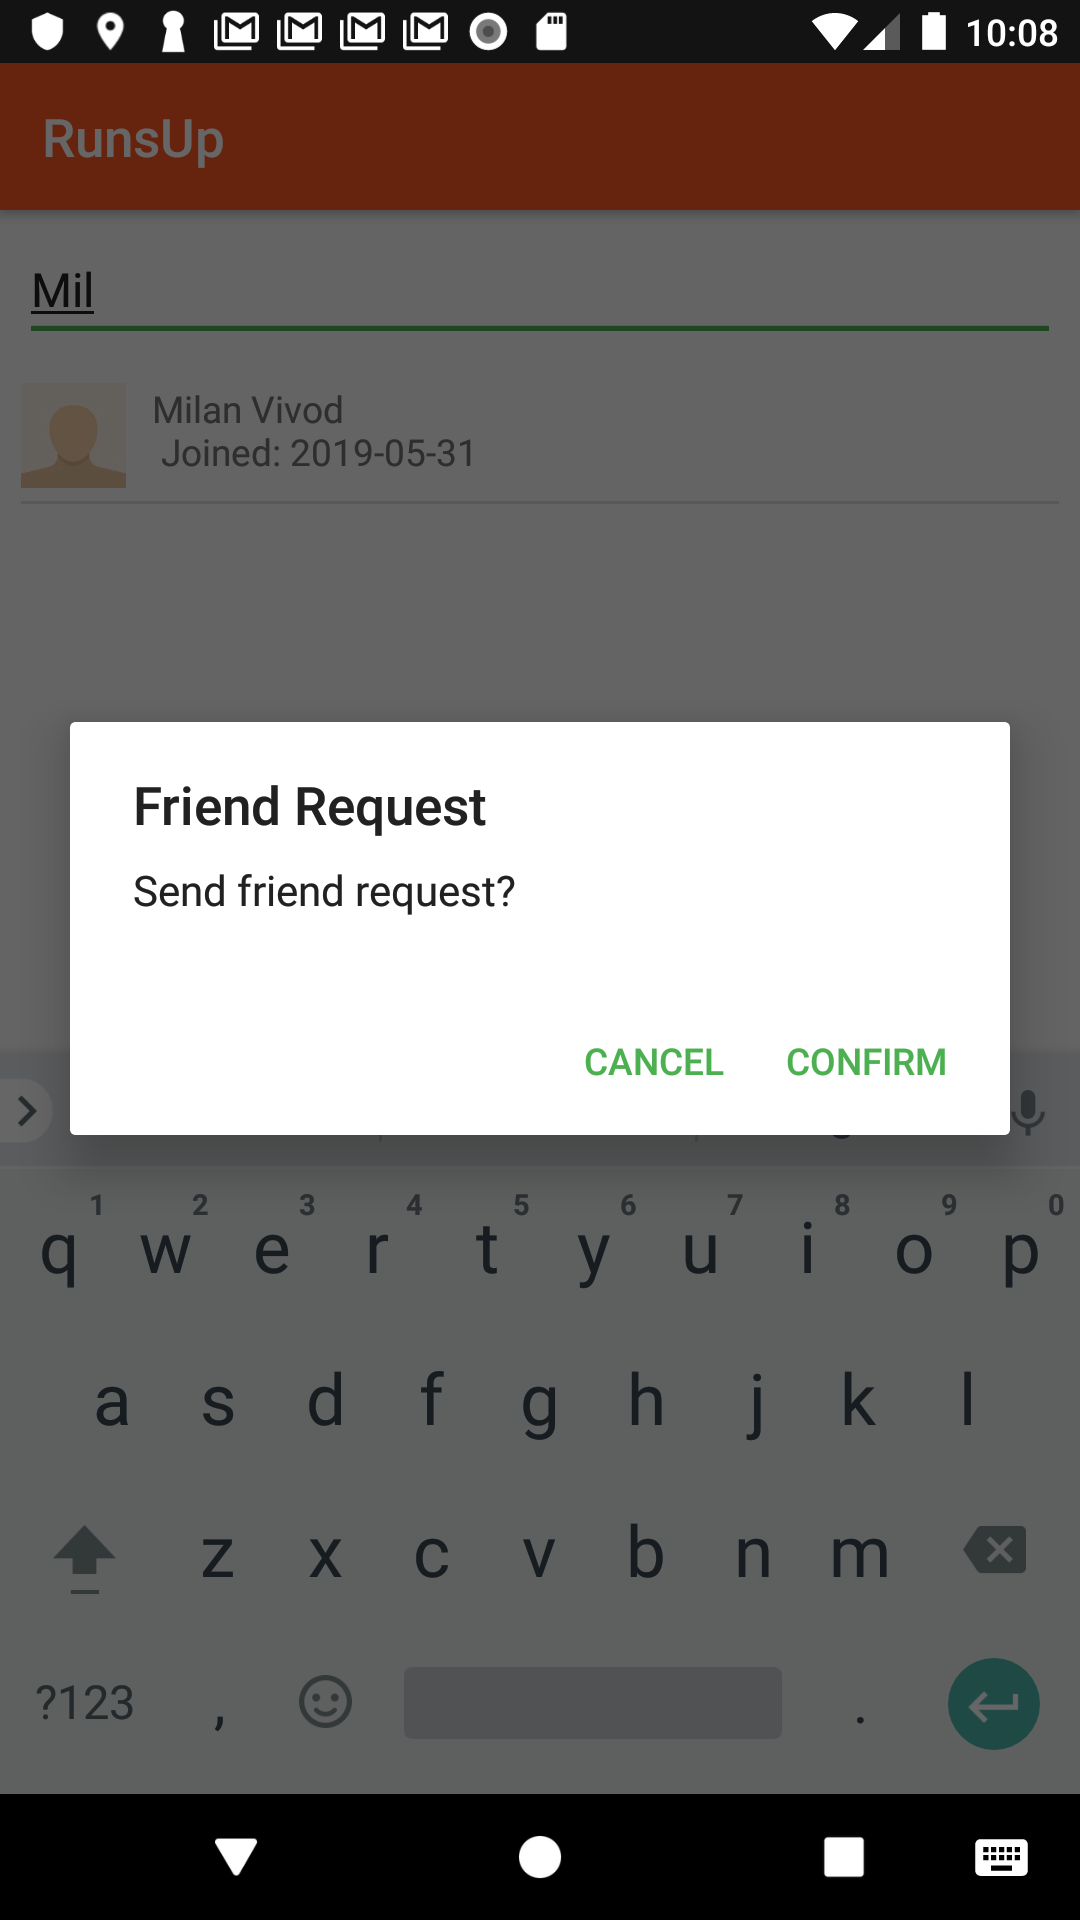 10:08
RunsUp
Mil
Milan Vivod
Joined: 2019-05-31
Friend Request
Send friend request?
CANCEL CONFIRM
1 2 3 4 5 6 7 8 9 0
q w e r t y u i o p
a s d f g h j k l
z x c v b n m
?123 , .